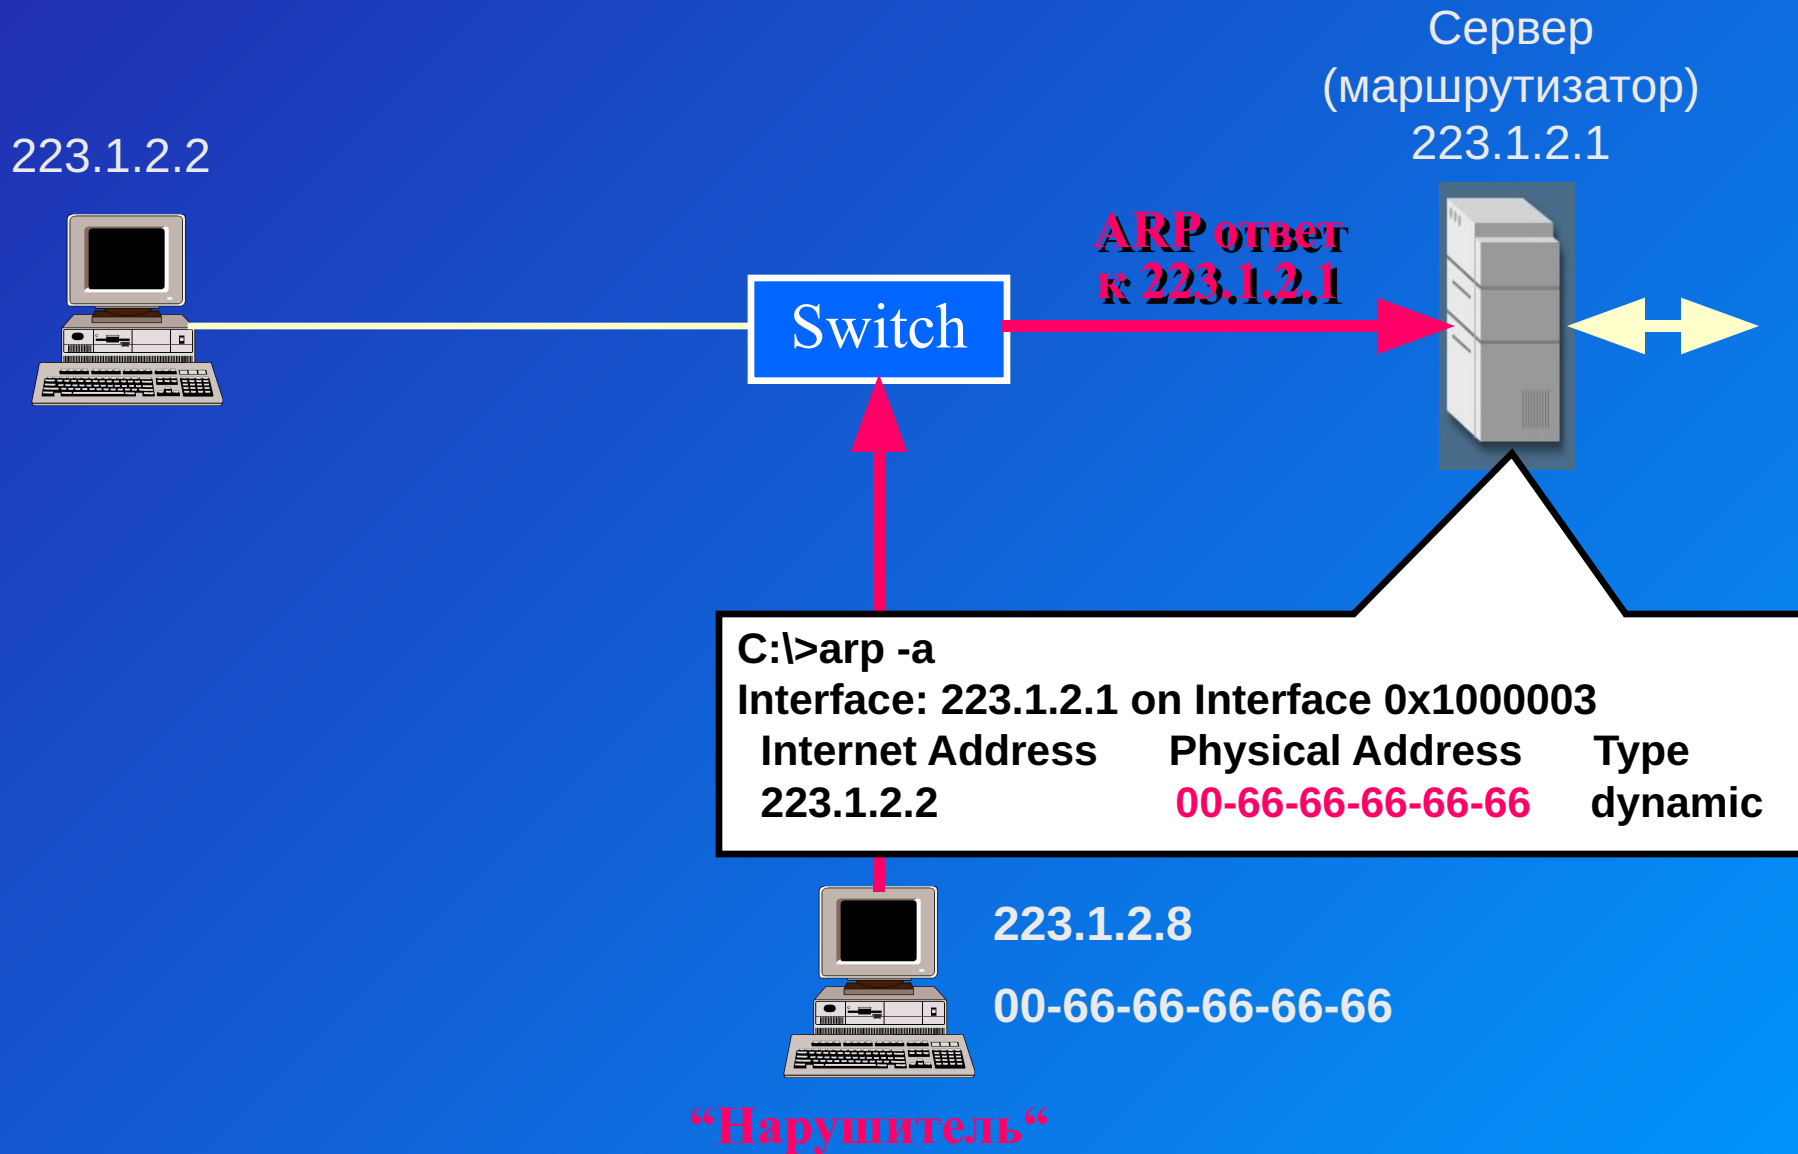 Сервер
(маршрутизатор)
223.1.2.1
223.1.2.2
ARP ответ
к 223.1.2.1
Switch
C:\>arp -a
Interface: 223.1.2.1 on Interface 0x1000003
Internet Address Physical Address Type
223.1.2.2 00-66-66-66-66-66 dynamic
223.1.2.8
00-66-66-66-66-66
“Нарушитель“